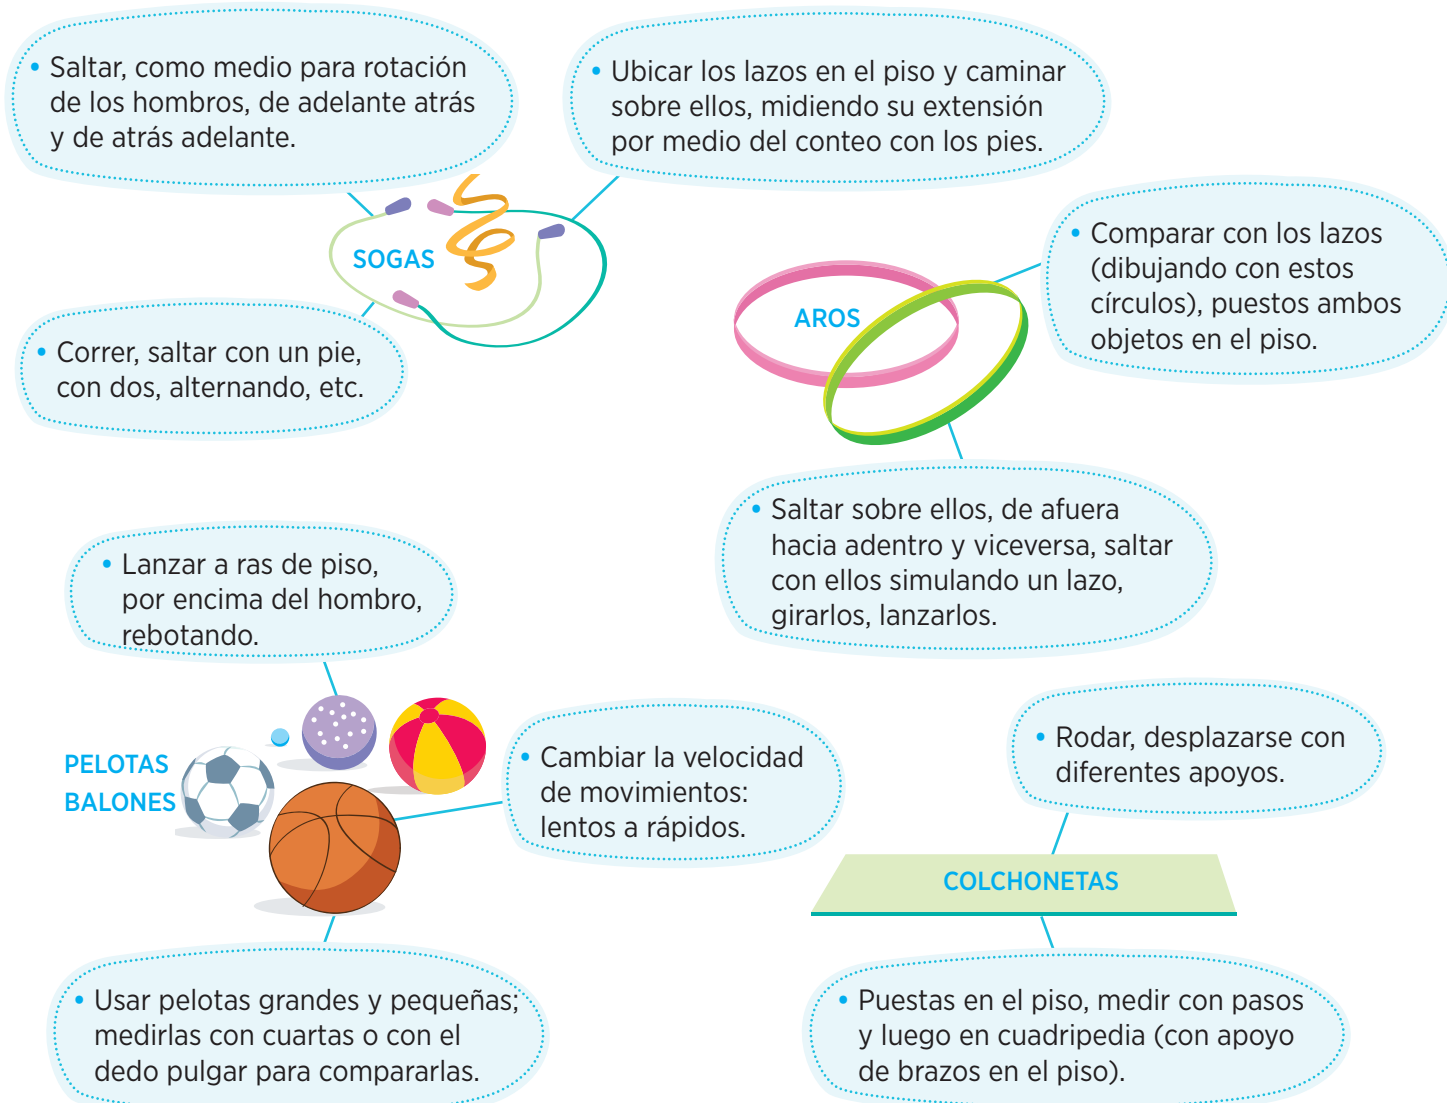 • Saltar, como medio para rotación
de los hombros, de adelante atrás
y de atrás adelante.
• Ubicar los lazos en el piso y caminar
sobre ellos, midiendo su extensión
por medio del conteo con los pies.
SOGAS
• Correr, saltar con un pie,
con dos, alternando, etc.
• Comparar con los lazos
(dibujando con estos
círculos), puestos ambos
objetos en el piso.
AROS
• Saltar sobre ellos, de afuera
hacia adentro y viceversa, saltar
con ellos simulando un lazo,
girarlos, lanzarlos.
• Lanzar a ras de piso,
por encima del hombro,
rebotando.
PELOTAS
BALONES
• Cambiar la velocidad
de movimientos:
lentos a rápidos.
• Usar pelotas grandes y pequeñas;
medirlas con cuartas o con el
dedo pulgar para compararlas.
• Rodar, desplazarse con
diferentes apoyos.
COLCHONETAS
• Puestas en el piso, medir con pasos
y luego en cuadripedia (con apoyo
de brazos en el piso).